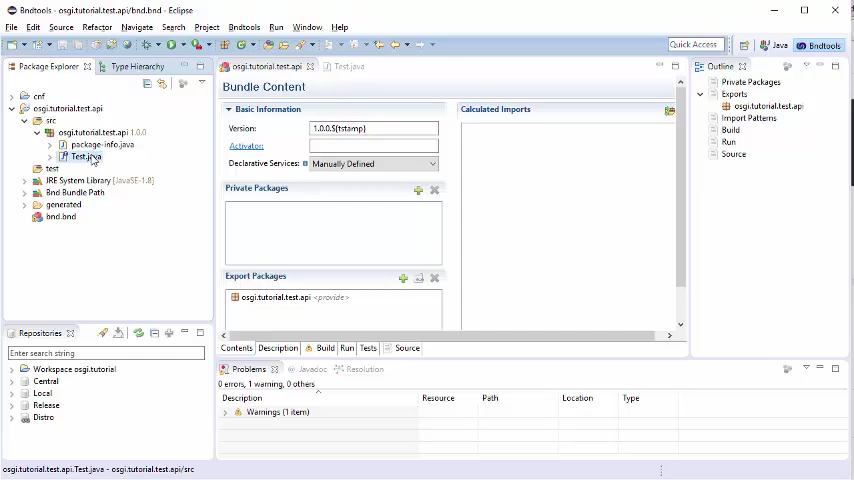 Bndtools - osgi.tutorial.test.api/bnd.bnd - Eclipse
File Edit Source Refactor Navigate Search Project Bndtools Run Window Help
Quick Access
Java
Bndtools
Package Explorer
Type Hierarchy
cnf
osgi.tutorial.test.api
src
osgi.tutorial.test.api 1.0.0
package-info.java
Test.java
test
JRE System Library [JavaSE-1.8]
Bnd Bundle Path
generated
bnd.bnd
Repositories
Enter search string
Workspace osgi.tutorial
Central
Local
Release
Distro
osgi.tutorial.test.api
Test.java
Bundle Content
Basic Information
Version: 1.0.0.${tstamp}
Activator:
Declarative Services: Manually Defined
Private Packages
Export Packages
osgi.tutorial.test.api <provide>
Calculated Imports
Contents Description Build Run Tests Source
Problems
@ Javadoc
Resolution
0 errors, 1 warning, 0 others
Description Resource Path Location Type
Warnings (1 item)
Outline
Private Packages
Exports
osgi.tutorial.test.api
Import Patterns
Build
Run
Source
osgi.tutorial.test.api.Test.java - osgi.tutorial.test.api/src